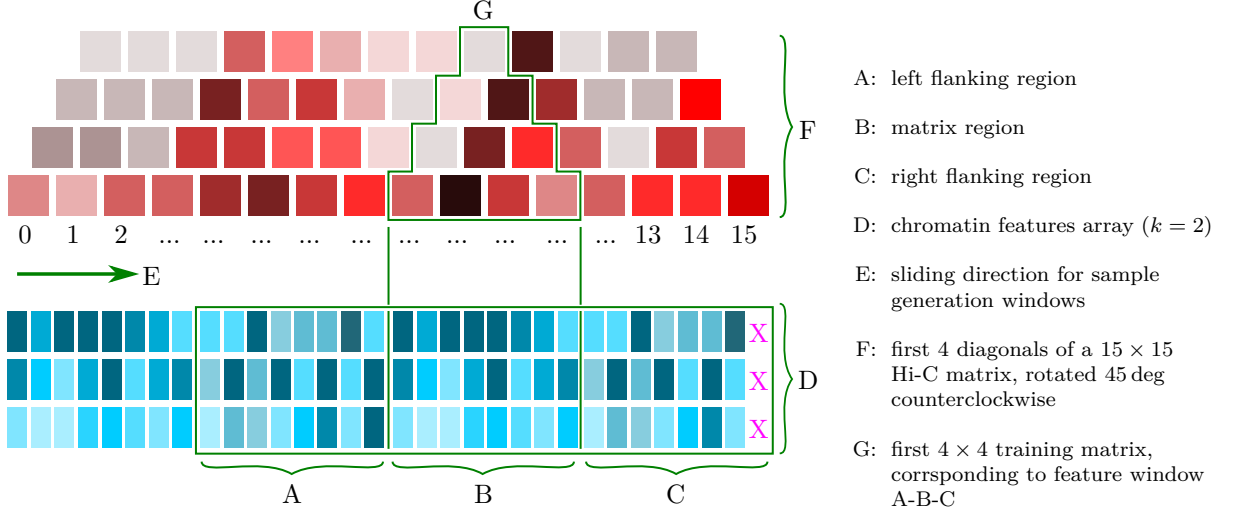 G
F
0 1 2 ... ... ... ... ... ... ... ... ... ... 13 14 15
E
X
X
D
X
A B C
A: left flanking region
B: matrix region
C: right flanking region
D: chromatin features array (k = 2)
E: sliding direction for sample
generation windows
F: first 4 diagonals of a 15 × 15
Hi-C matrix, rotated 45 deg
counterclockwise
G: first 4 × 4 training matrix,
corrsponding to feature window
A-B-C